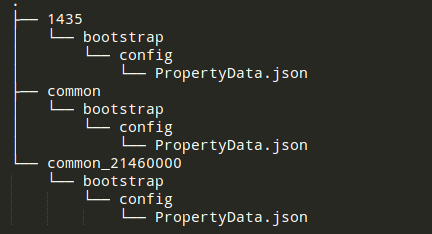 .
├── 1435
│   └── bootstrap
│       └── config
│           └── PropertyData.json
├── common
│   └── bootstrap
│       └── config
│           └── PropertyData.json
└── common_21460000
    └── bootstrap
        └── config
            └── PropertyData.json